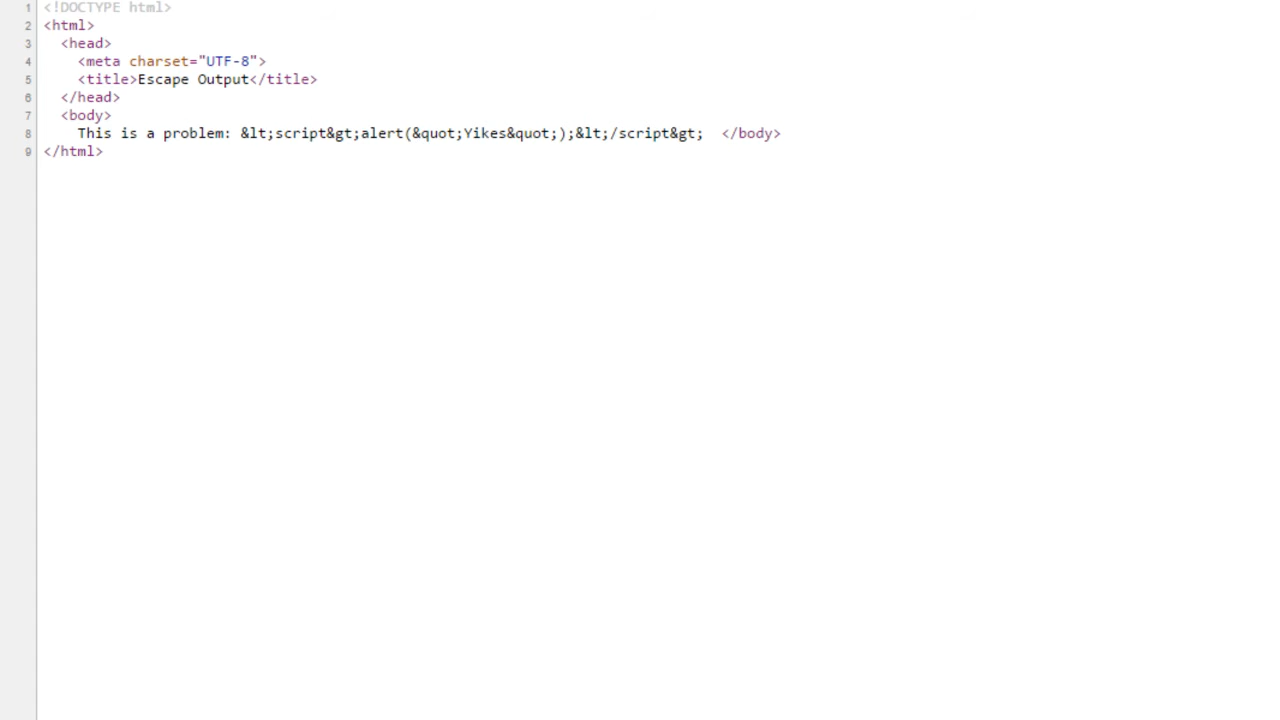 1 <!DOCTYPE html>
2 <html>
3   <head>
4     <meta charset="UTF-8">
5     <title>Escape Output</title>
6   </head>
7   <body>
8     This is a problem: &lt;script&gt;alert(&quot;Yikes&quot;);&lt;/script&gt;  </body>
9 </html>